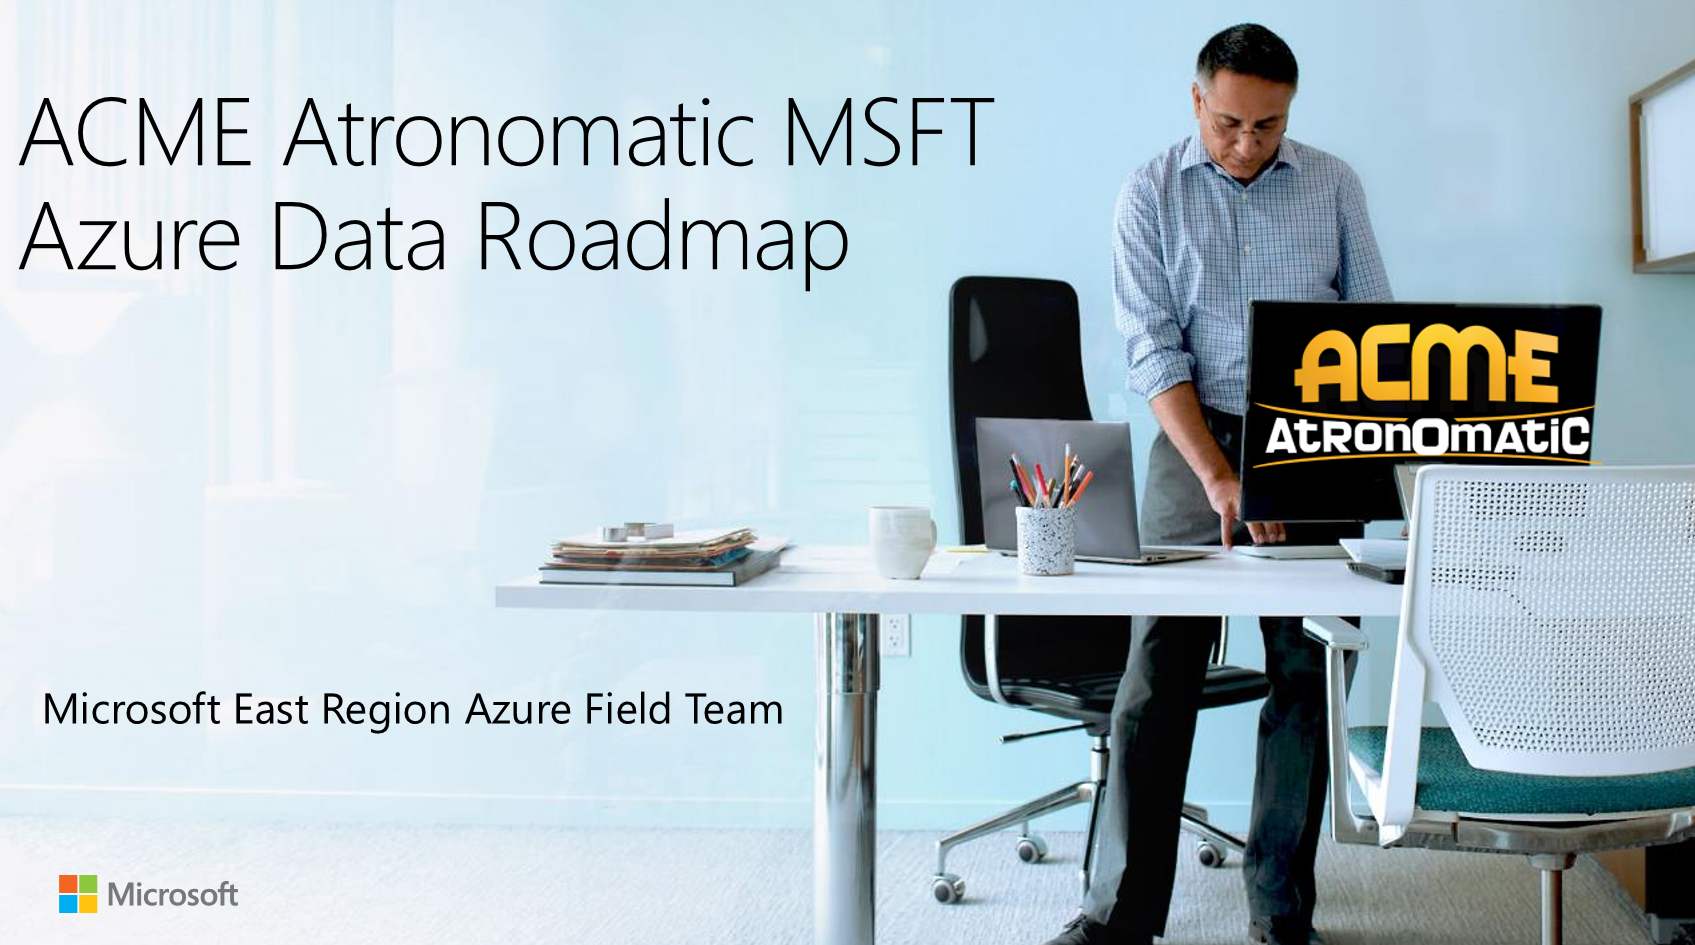 ACME Atronomatic MSFT
Azure Data Roadmap
ACME
AtRonOmAtiC
Microsoft East Region Azure Field Team
Microsoft